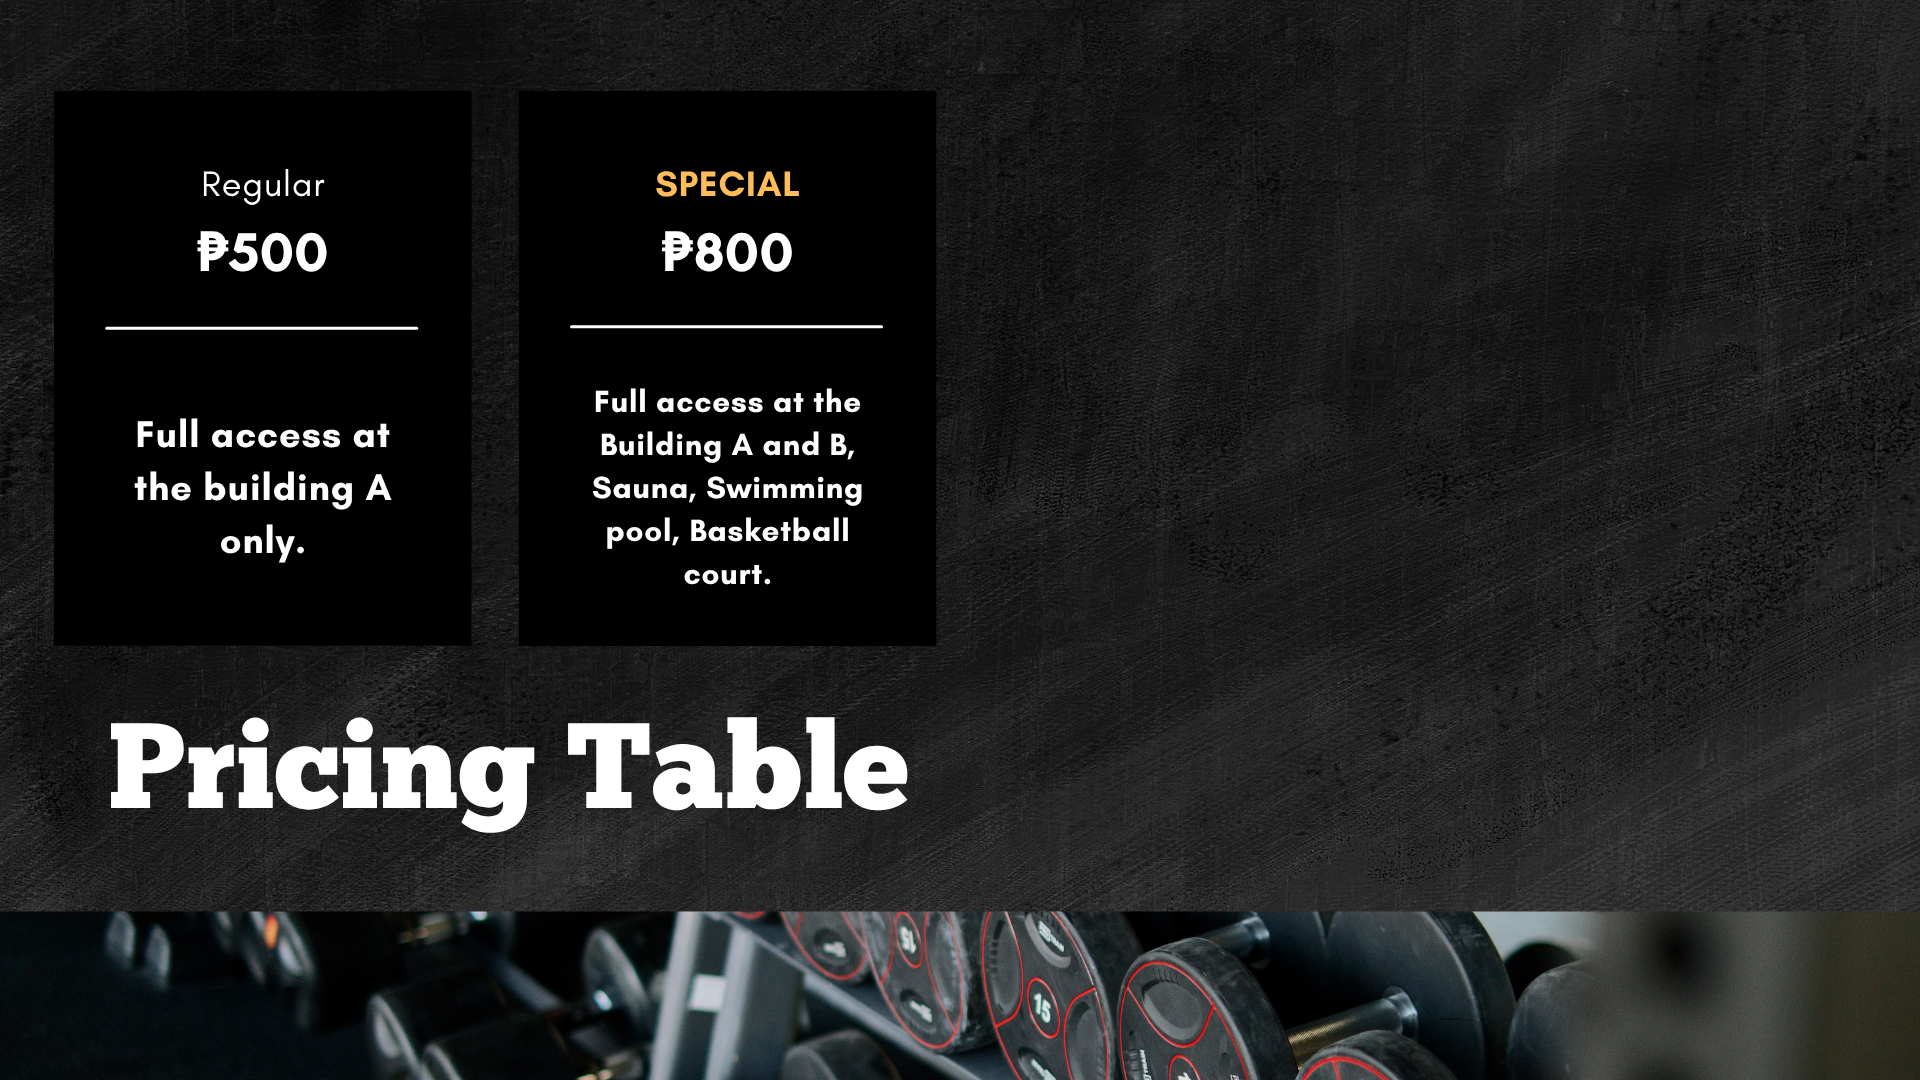 Regular
₱500
Full access at
the building A
only.
SPECIAL
₱800
Full access at the
Building A and B,
Sauna, Swimming
pool, Basketball
court.
Pricing Table
15
15